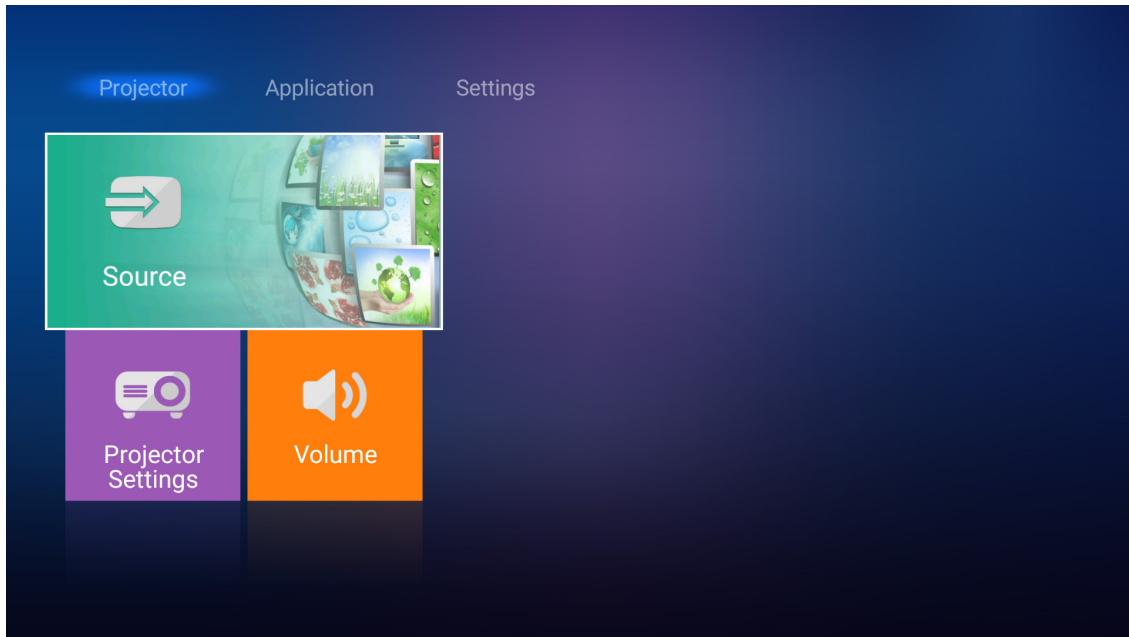 Projector
Application
Settings
Source
Projector
Settings
Volume